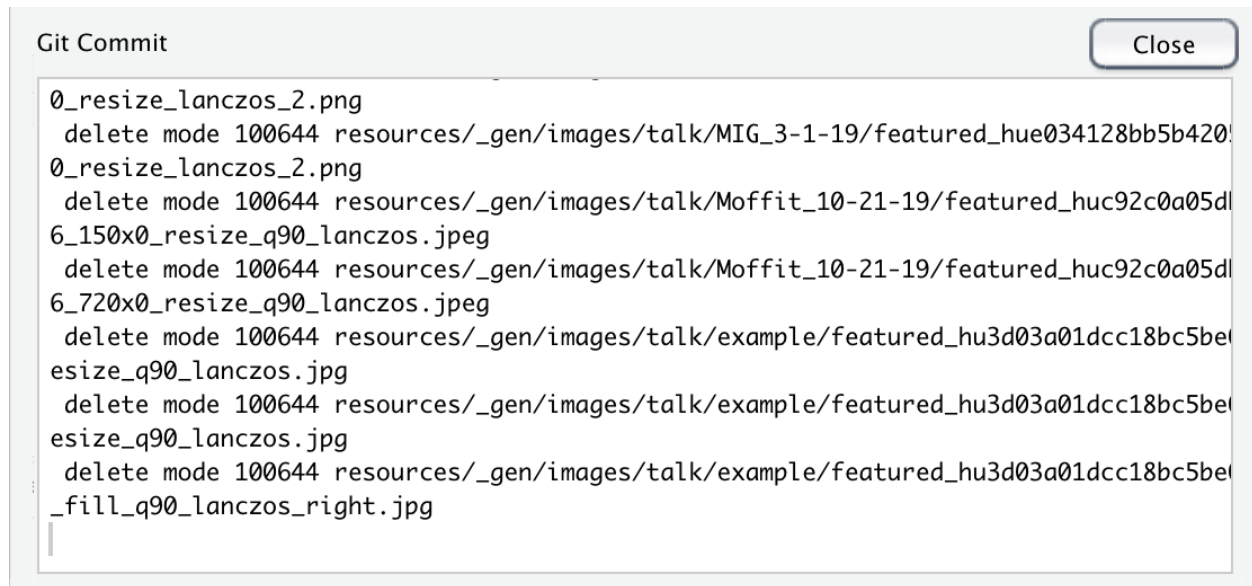 Git Commit
Close
0_resize_lanczos_2.png
delete mode 100644 resources/_gen/images/talk/MIG_3-1-19/featured_hue034128bb5b420
0_resize_lanczos_2.png
delete mode 100644 resources/_gen/images/talk/Moffit_10-21-19/featured_huc92c0a05d
6_150x0_resize_q90_lanczos.jpeg
delete mode 100644 resources/_gen/images/talk/Moffit_10-21-19/featured_huc92c0a05d
6_720x0_resize_q90_lanczos.jpeg
delete mode 100644 resources/_gen/images/talk/example/featured_hu3d03a01dcc18bc5be
esize_q90_lanczos.jpg
delete mode 100644 resources/_gen/images/talk/example/featured_hu3d03a01dcc18bc5be
esize_q90_lanczos.jpg
delete mode 100644 resources/_gen/images/talk/example/featured_hu3d03a01dcc18bc5be
_fill_q90_lanczos_right.jpg